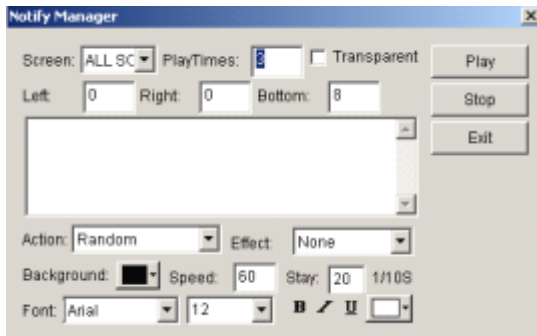 Notify Manager
Screen: ALL SC PlayTimes: 3 Transparent Play
Left: 0 Right: 0 Bottom: 8 Stop
Exit
Action: Random Effect: None
Background: Speed: 60 Stay: 20 1/10S
Font: Arial 12 B I U